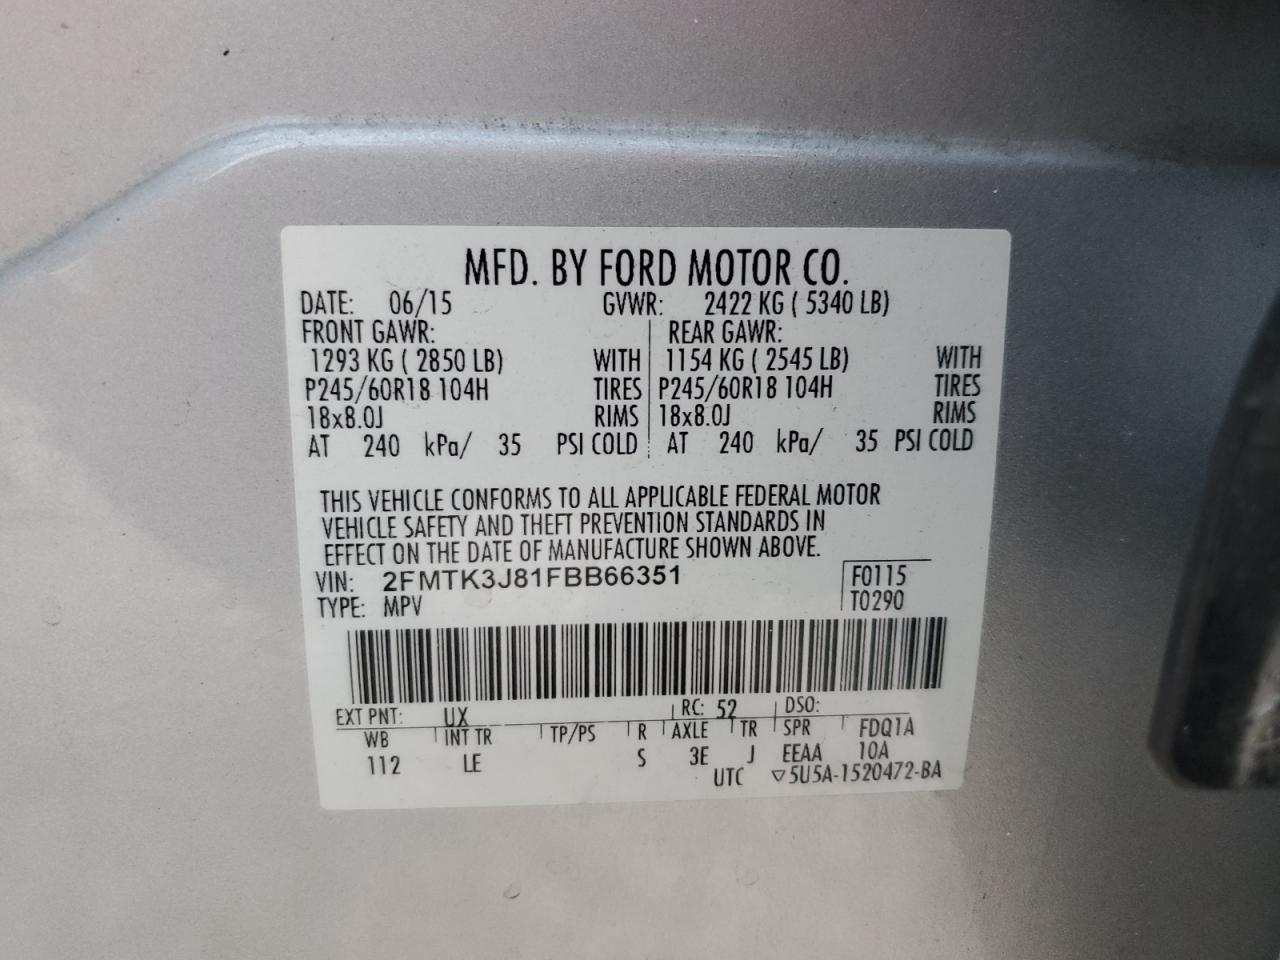 MFD. BY FORD MOTOR CO.
DATE: 06/15 GVWR: 2422 KG ( 5340 LB)
FRONT GAWR: REAR GAWR:
1293 KG ( 2850 LB) WITH 1154 KG ( 2545 LB) WITH
P245/60R18 104H TIRES P245/60R18 104H TIRES
18x8.0J RIMS 18x8.0J RIMS
AT 240 kPa/ 35 PSI COLD AT 240 kPa/ 35 PSI COLD
THIS VEHICLE CONFORMS TO ALL APPLICABLE FEDERAL MOTOR
VEHICLE SAFETY AND THEFT PREVENTION STANDARDS IN
EFFECT ON THE DATE OF MANUFACTURE SHOWN ABOVE.
VIN: 2FMTK3J81FBB66351 F0115
TYPE: MPV T0290
EXT PNT: UX RC: 52 DSO:
WB INT TR TP/PS R AXLE TR SPR FDQ1A
112 LE S 3E J EEAA 10A
UTC ▽5U5A-1520472-BA